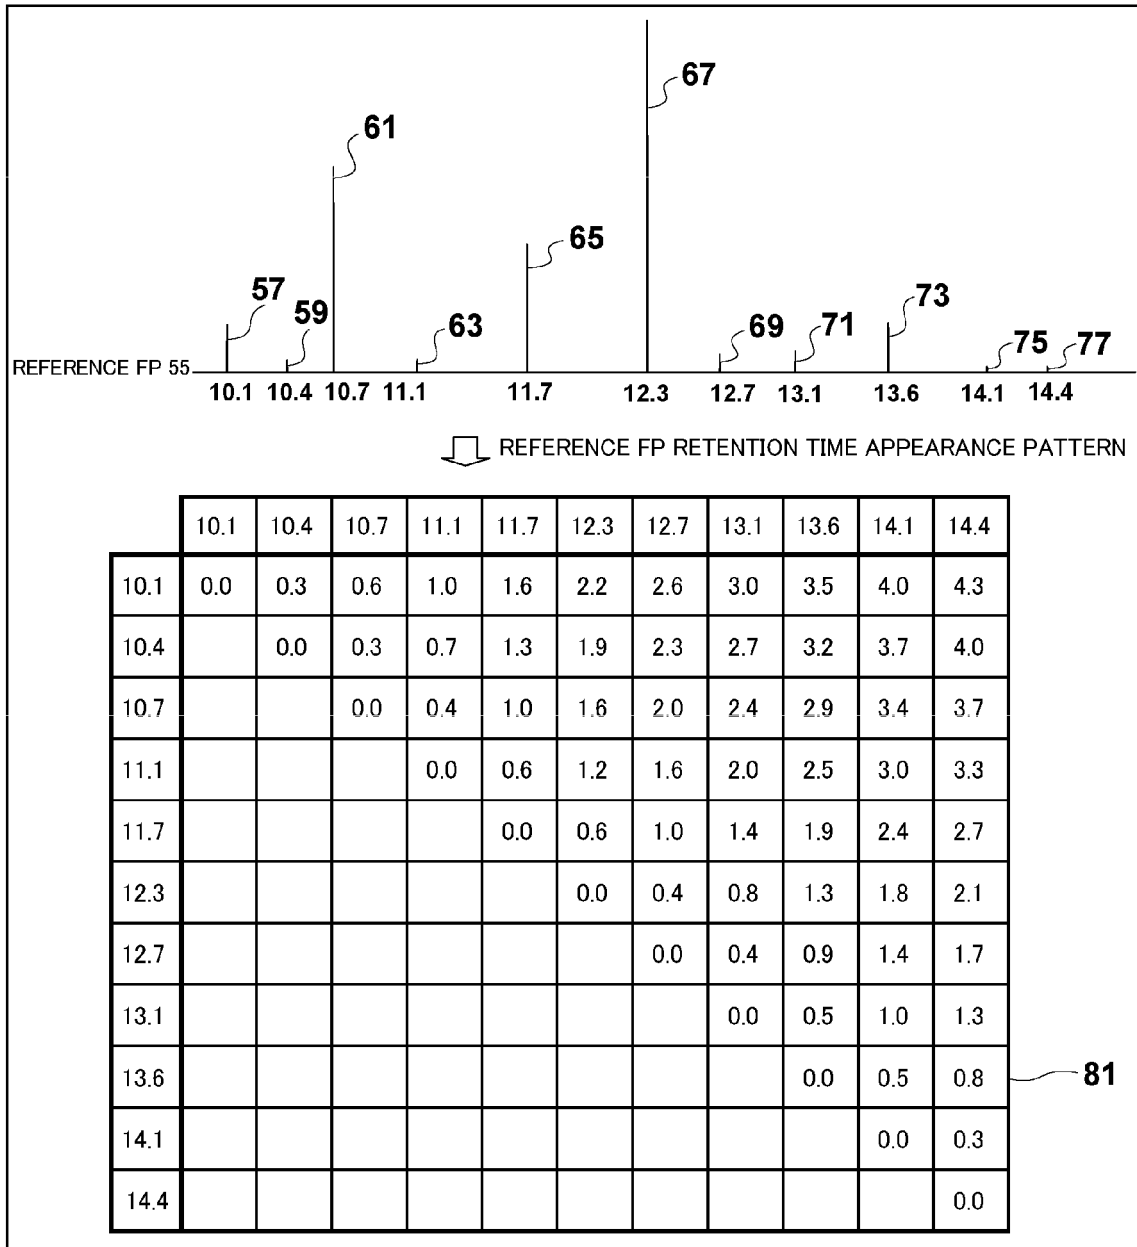 67
61
65
57
59
63
69
71
73
75
77
REFERENCE FP 55
10.1 10.4 10.7 11.1 11.7 12.3 12.7 13.1 13.6 14.1 14.4
REFERENCE FP RETENTION TIME APPEARANCE PATTERN
10.1 10.4 10.7 11.1 11.7 12.3 12.7 13.1 13.6 14.1 14.4
10.1 0.0 0.3 0.6 1.0 1.6 2.2 2.6 3.0 3.5 4.0 4.3
10.4 0.0 0.3 0.7 1.3 1.9 2.3 2.7 3.2 3.7 4.0
10.7 0.0 0.4 1.0 1.6 2.0 2.4 2.9 3.4 3.7
11.1 0.0 0.6 1.2 1.6 2.0 2.5 3.0 3.3
11.7 0.0 0.6 1.0 1.4 1.9 2.4 2.7
12.3 0.0 0.4 0.8 1.3 1.8 2.1
12.7 0.0 0.4 0.9 1.4 1.7
13.1 0.0 0.5 1.0 1.3
13.6 0.0 0.5 0.8
81
14.1 0.0 0.3
14.4 0.0